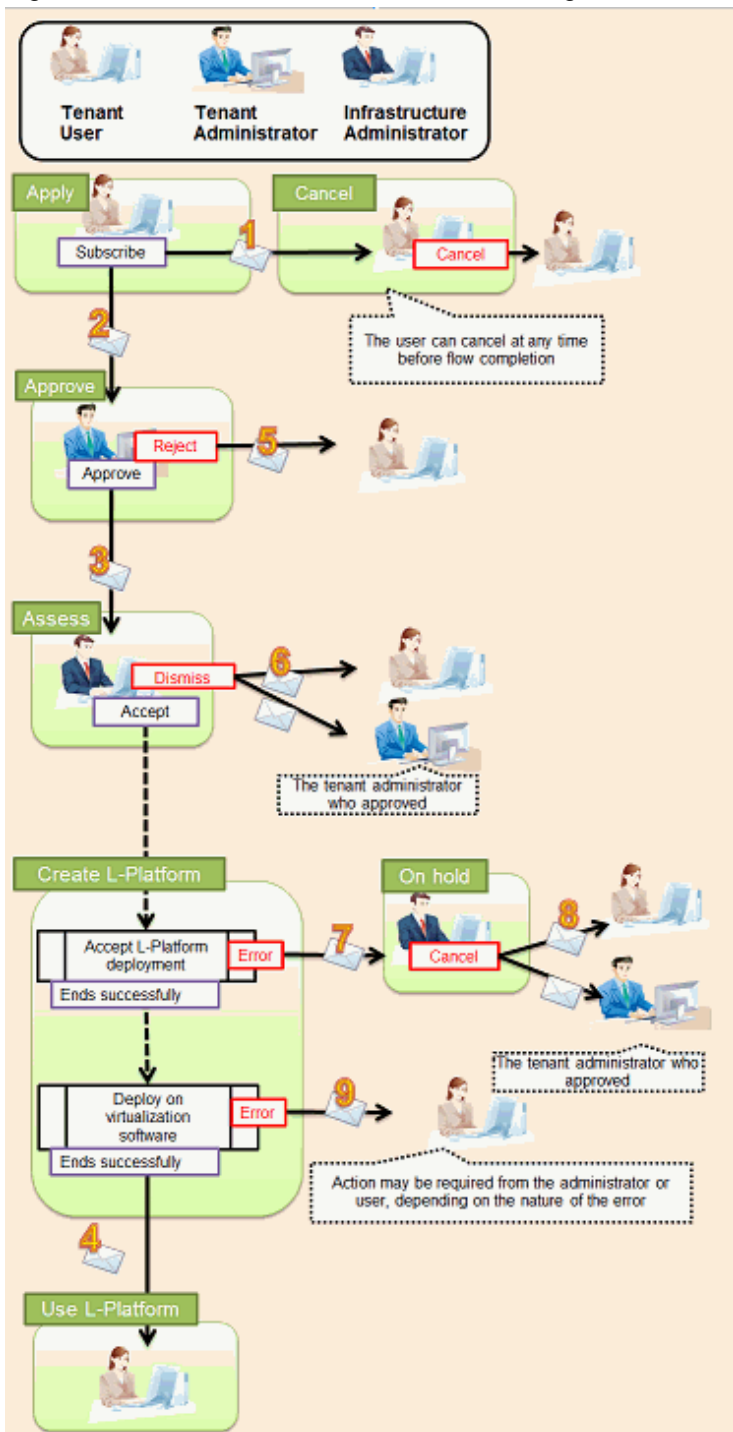 Tenant
User
Tenant
Administrator
Infrastructure
Administrator
Apply
Subscribe
1
Cancel
Cancel
The user can cancel at any time
before flow completion
2
Approve
Reject
Approve
5
3
Assess
Dismiss
Accept
6
The tenant administrator
who approved
Create L-Platform
Accept L-Platform
deployment
Error
Ends successfully
7
On hold
Cancel
8
The tenant administrator who
approved
Deploy on
virtualization
software
Error
Ends successfully
9
Action may be required from the administrator or
user, depending on the nature of the error
4
Use L-Platform